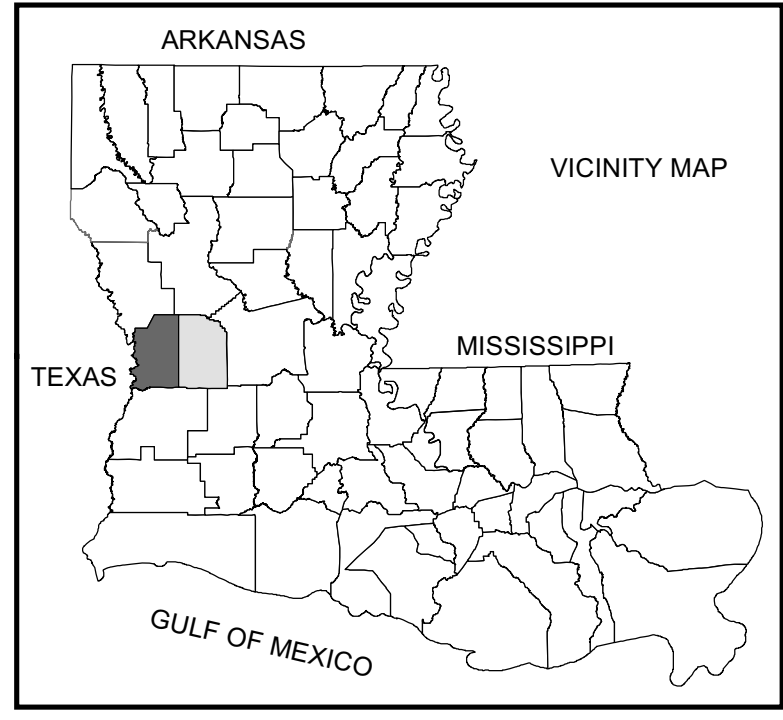 ARKANSAS
VICINITY MAP
MISSISSIPPI
TEXAS
GULF OF MEXICO